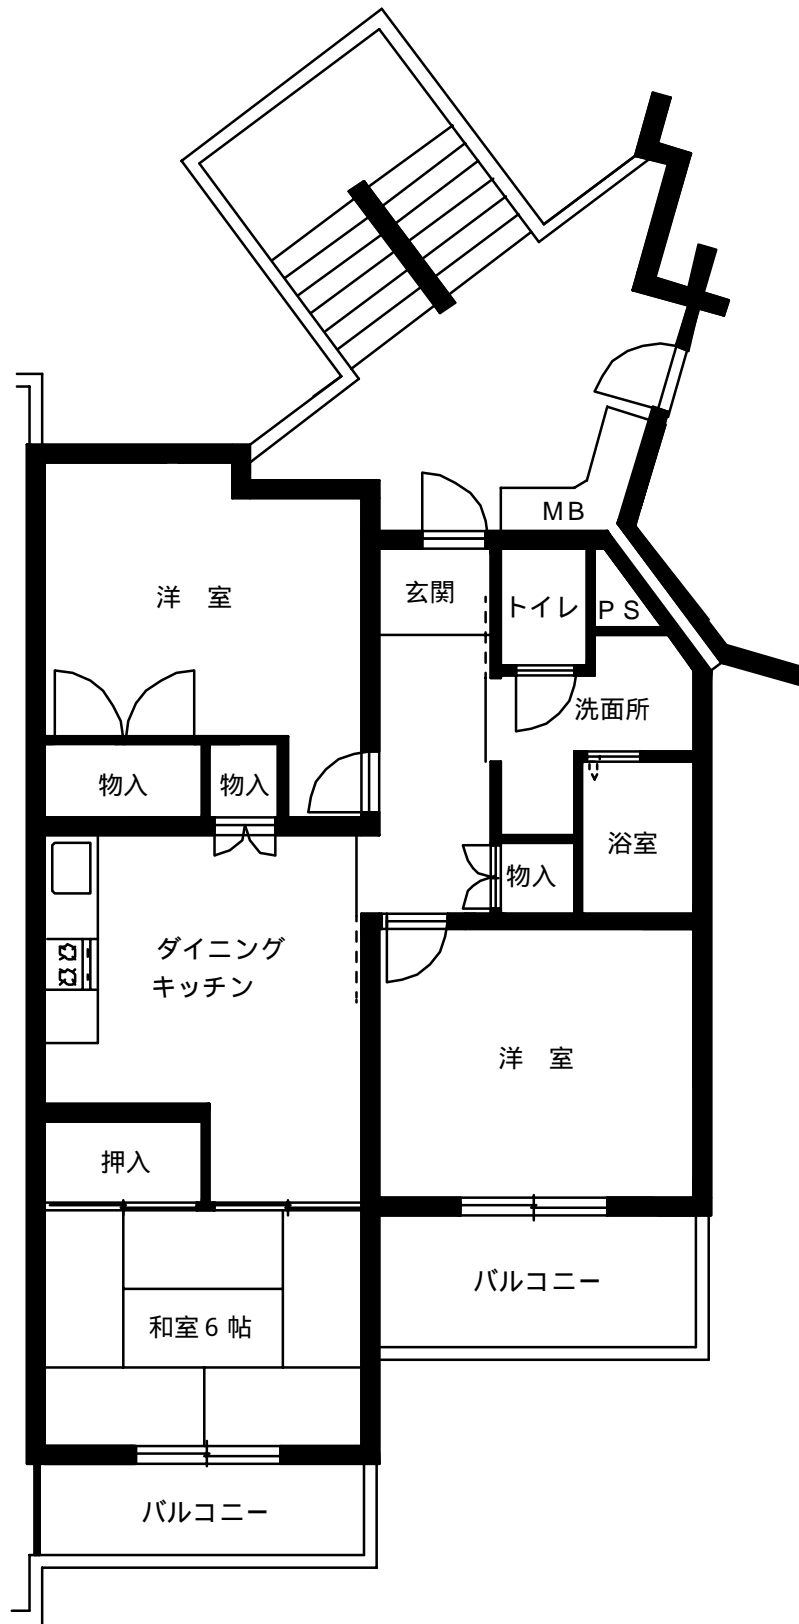 MB
玄関
トイレ
PS
洋　室
洗面所
物入
物入
浴室
物入
ダイニング
キッチン
洋　室
押入
バルコニー
和室６帖
バルコニー